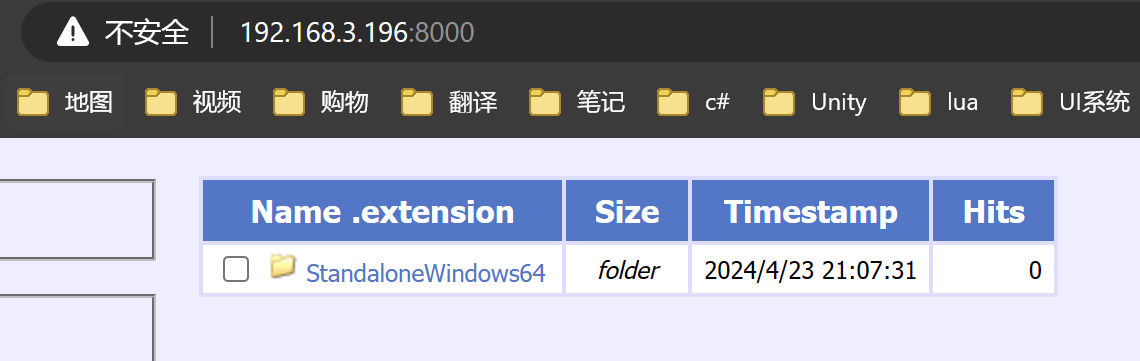 不安全 192.168.3.196:8000
地图 视频 购物 翻译 笔记 c# Unity lua UI系统
Name .extension Size Timestamp Hits
StandaloneWindows64 folder 2024/4/23 21:07:31 0